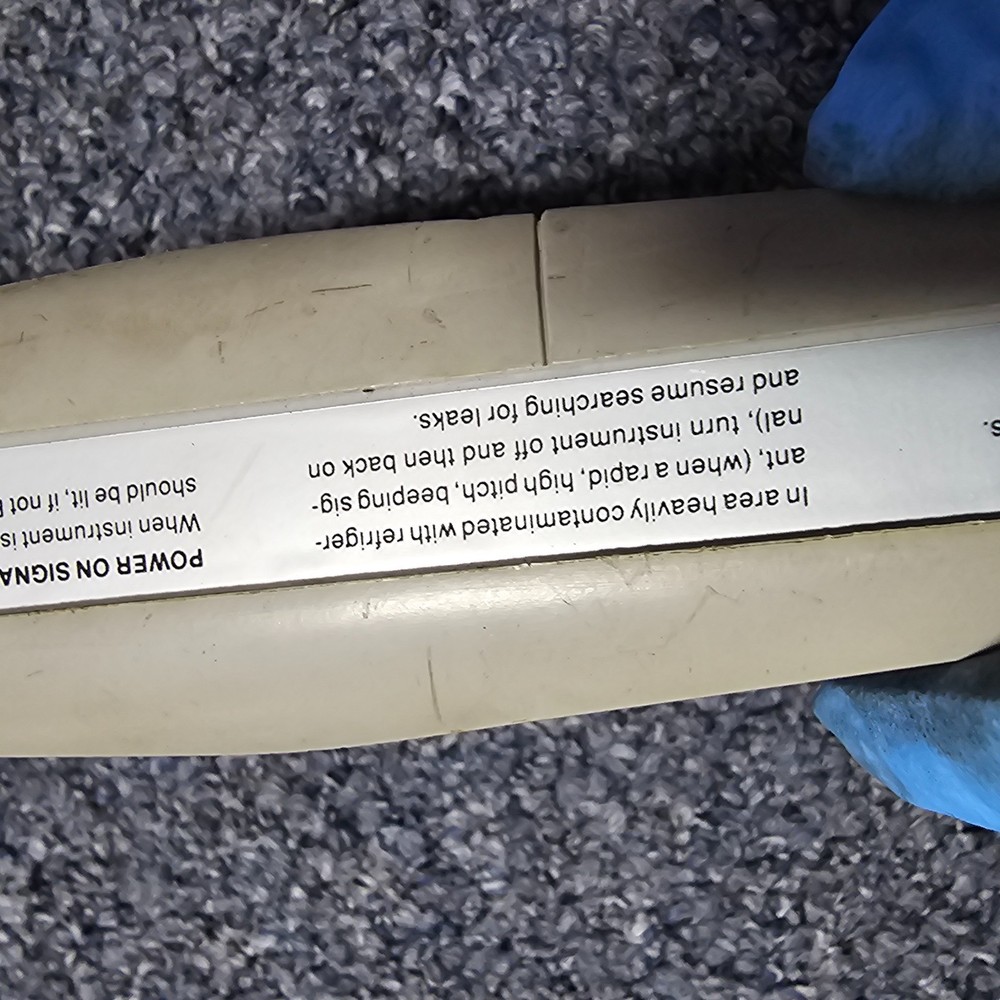 In area heavily contaminated with refriger-
ant, (when a rapid, high pitch, beeping sig-
nal), turn instrument off and then back on
and resume searching for leaks.
POWER ON SIGNA
When instrument is
should be lit, if not
s.